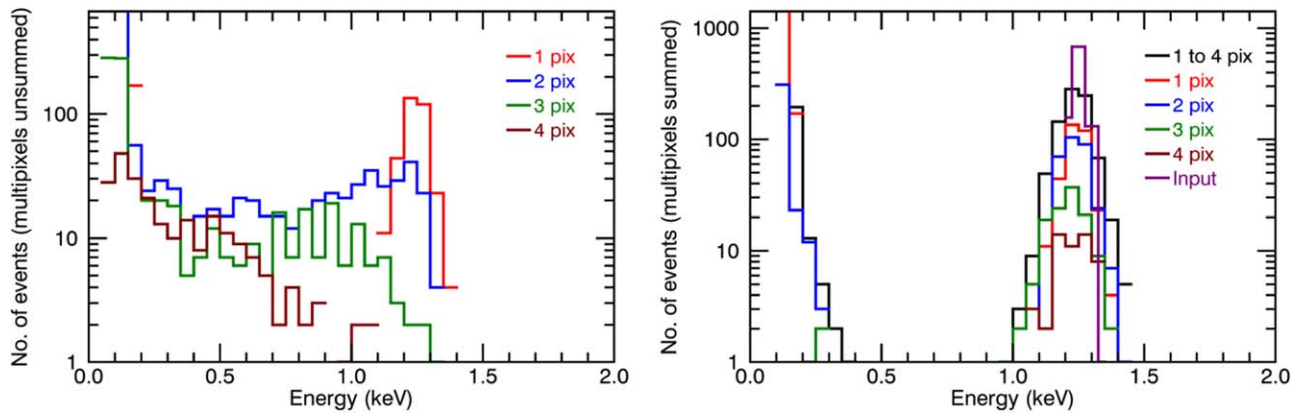 No. of events (multipixels unsummed)
100
10
1
0.0 0.5 1.0 1.5 2.0
Energy (keV)
1 pix
2 pix
3 pix
4 pix
No. of events (multipixels summed)
1000
100
10
1
0.0 0.5 1.0 1.5 2.0
Energy (keV)
1 to 4 pix
1 pix
2 pix
3 pix
4 pix
Input